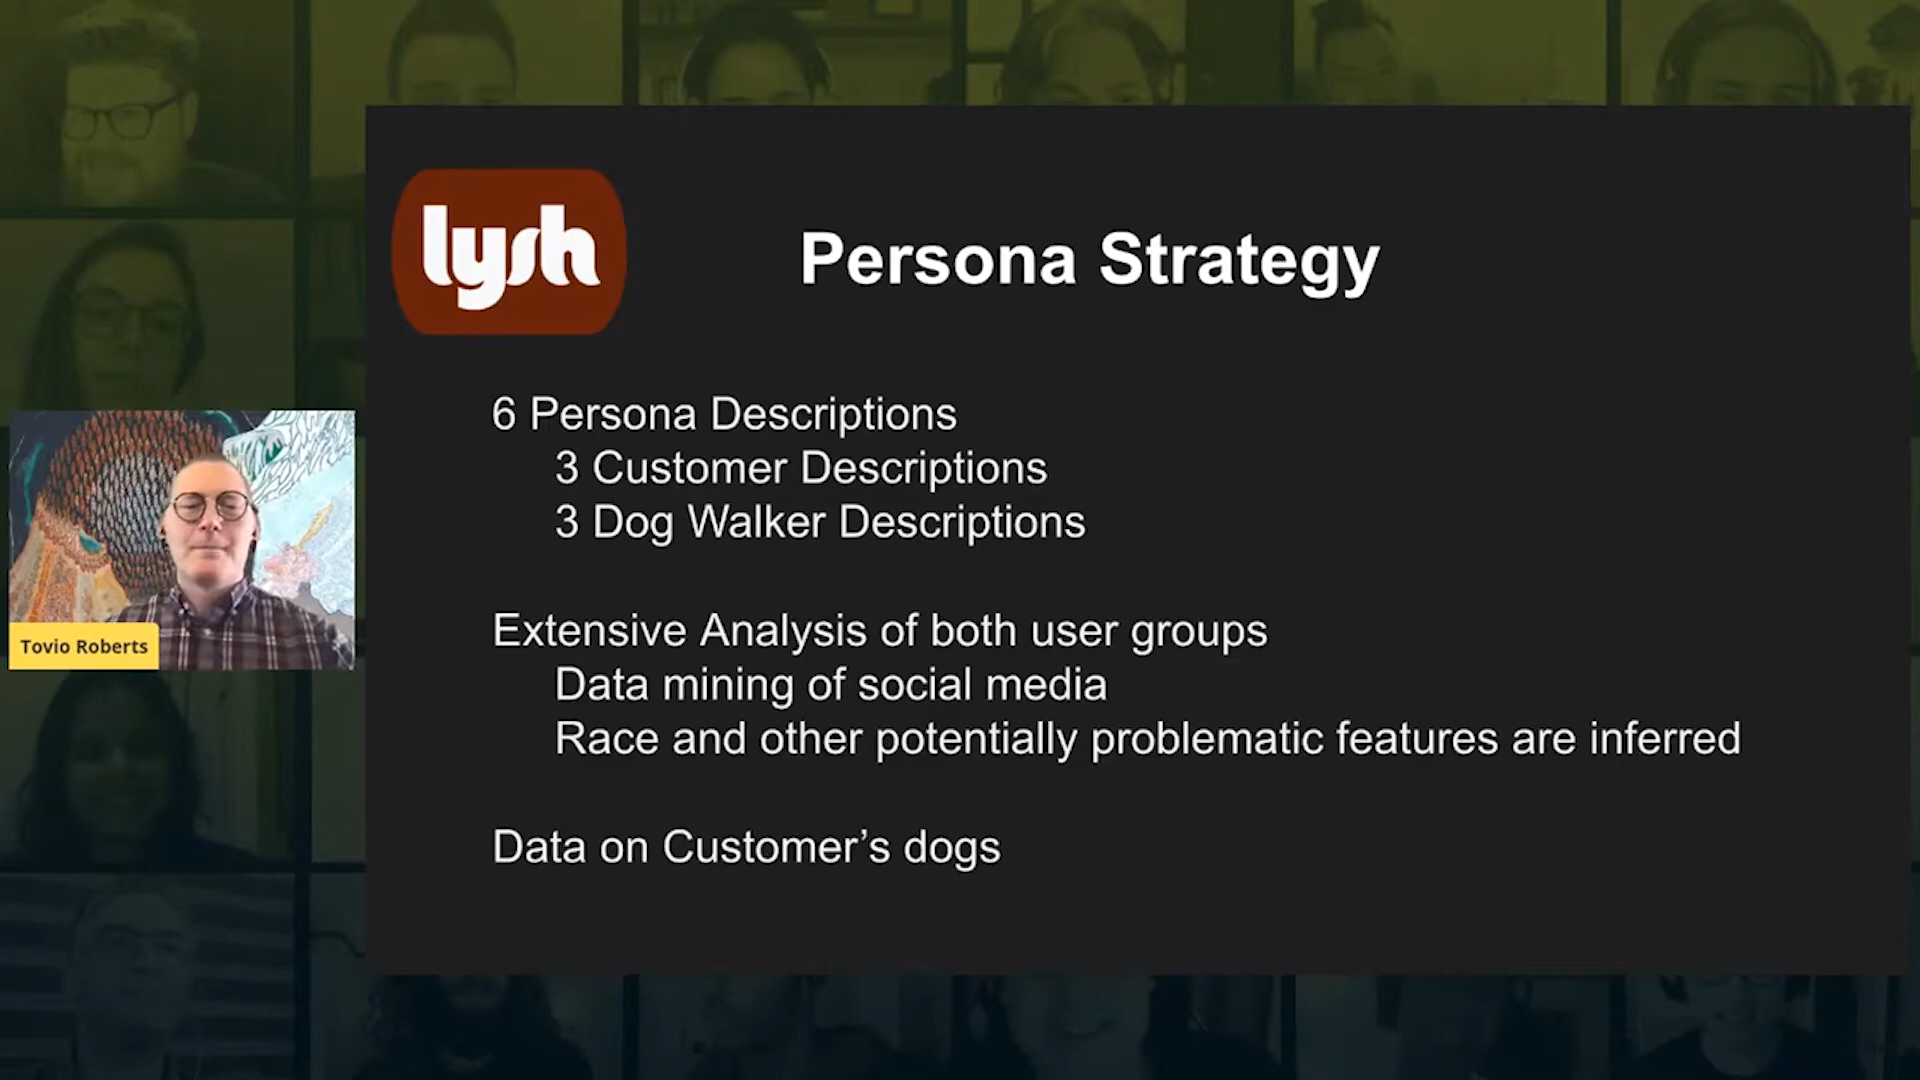 lysh
Persona Strategy
6 Persona Descriptions
3 Customer Descriptions
3 Dog Walker Descriptions
Extensive Analysis of both user groups
Data mining of social media
Race and other potentially problematic features are inferred
Data on Customer’s dogs
Tovio Roberts